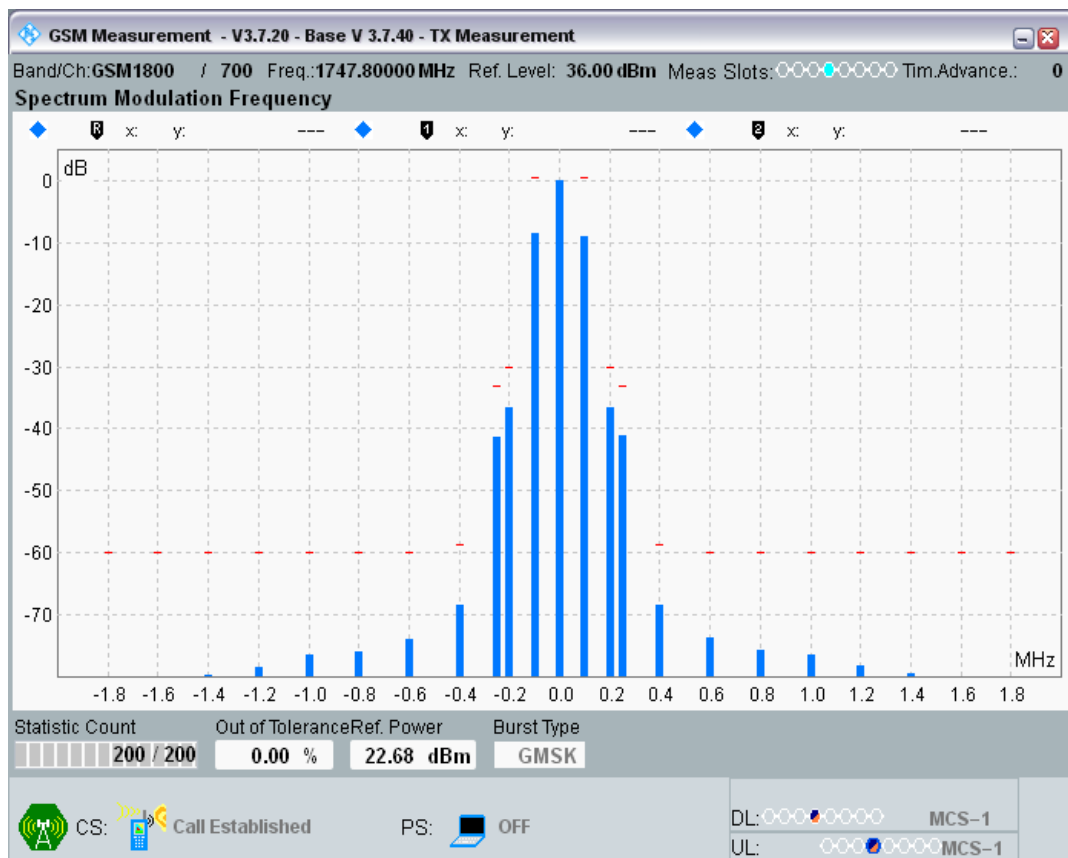 GSM Measurement - V3.7.20 - Base V 3.7.40 - TX Measurement
Band/Ch:GSM1800 / 700 Freq.:1747.80000 MHz Ref. Level: 36.00 dBm Meas Slots: Tim.Advance.: 0
Spectrum Modulation Frequency
R x: y: --- 1 x: y: --- 2 x: y: ---
dB
0
-10
-20
-30
-40
-50
-60
-70
MHz
-1.8 -1.6 -1.4 -1.2 -1.0 -0.8 -0.6 -0.4 -0.2 0.0 0.2 0.4 0.6 0.8 1.0 1.2 1.4 1.6 1.8
Statistic Count Out of Tolerance Ref. Power Burst Type
200 / 200 0.00 % 22.68 dBm GMSK
CS: Call Established PS: OFF
DL: MCS-1
UL: MCS-1